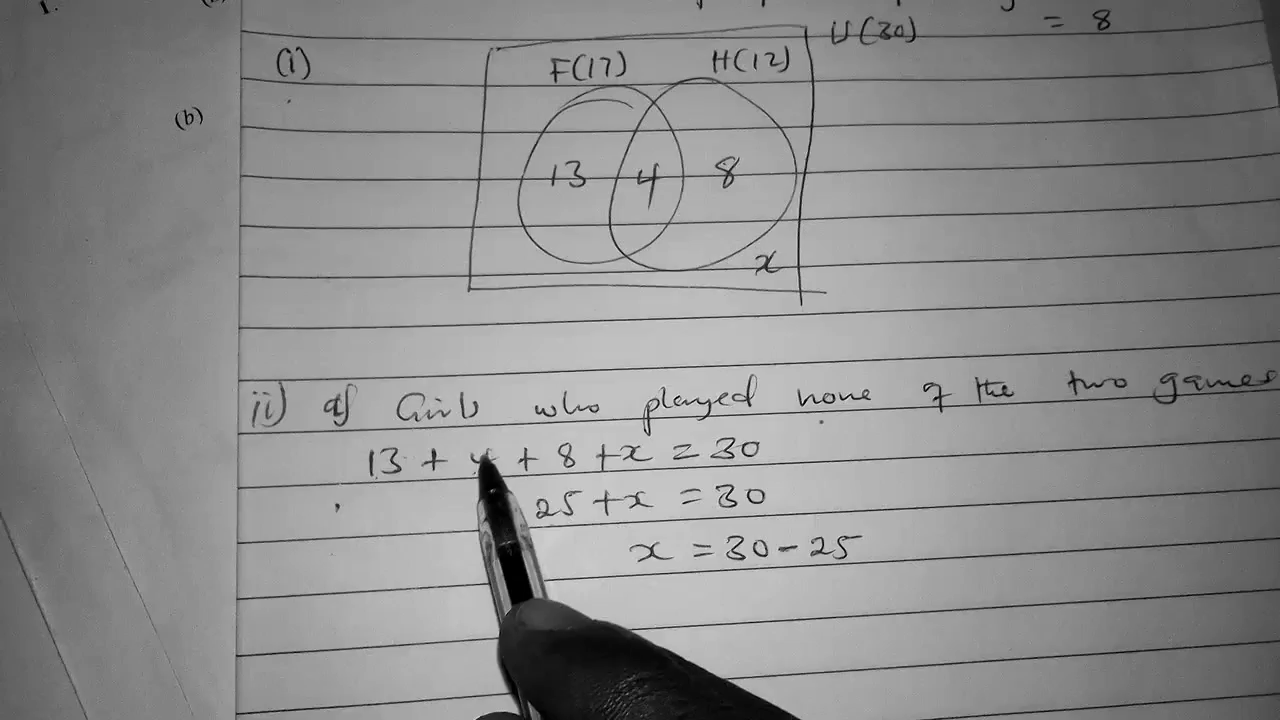 1.
= 8
(i)
F(17) H(12) U(30)
(b)
13 4 8
x
ii) a) Girls who played none of the two games
13 + 4 + 8 + x = 30
25 + x = 30
x = 30 - 25